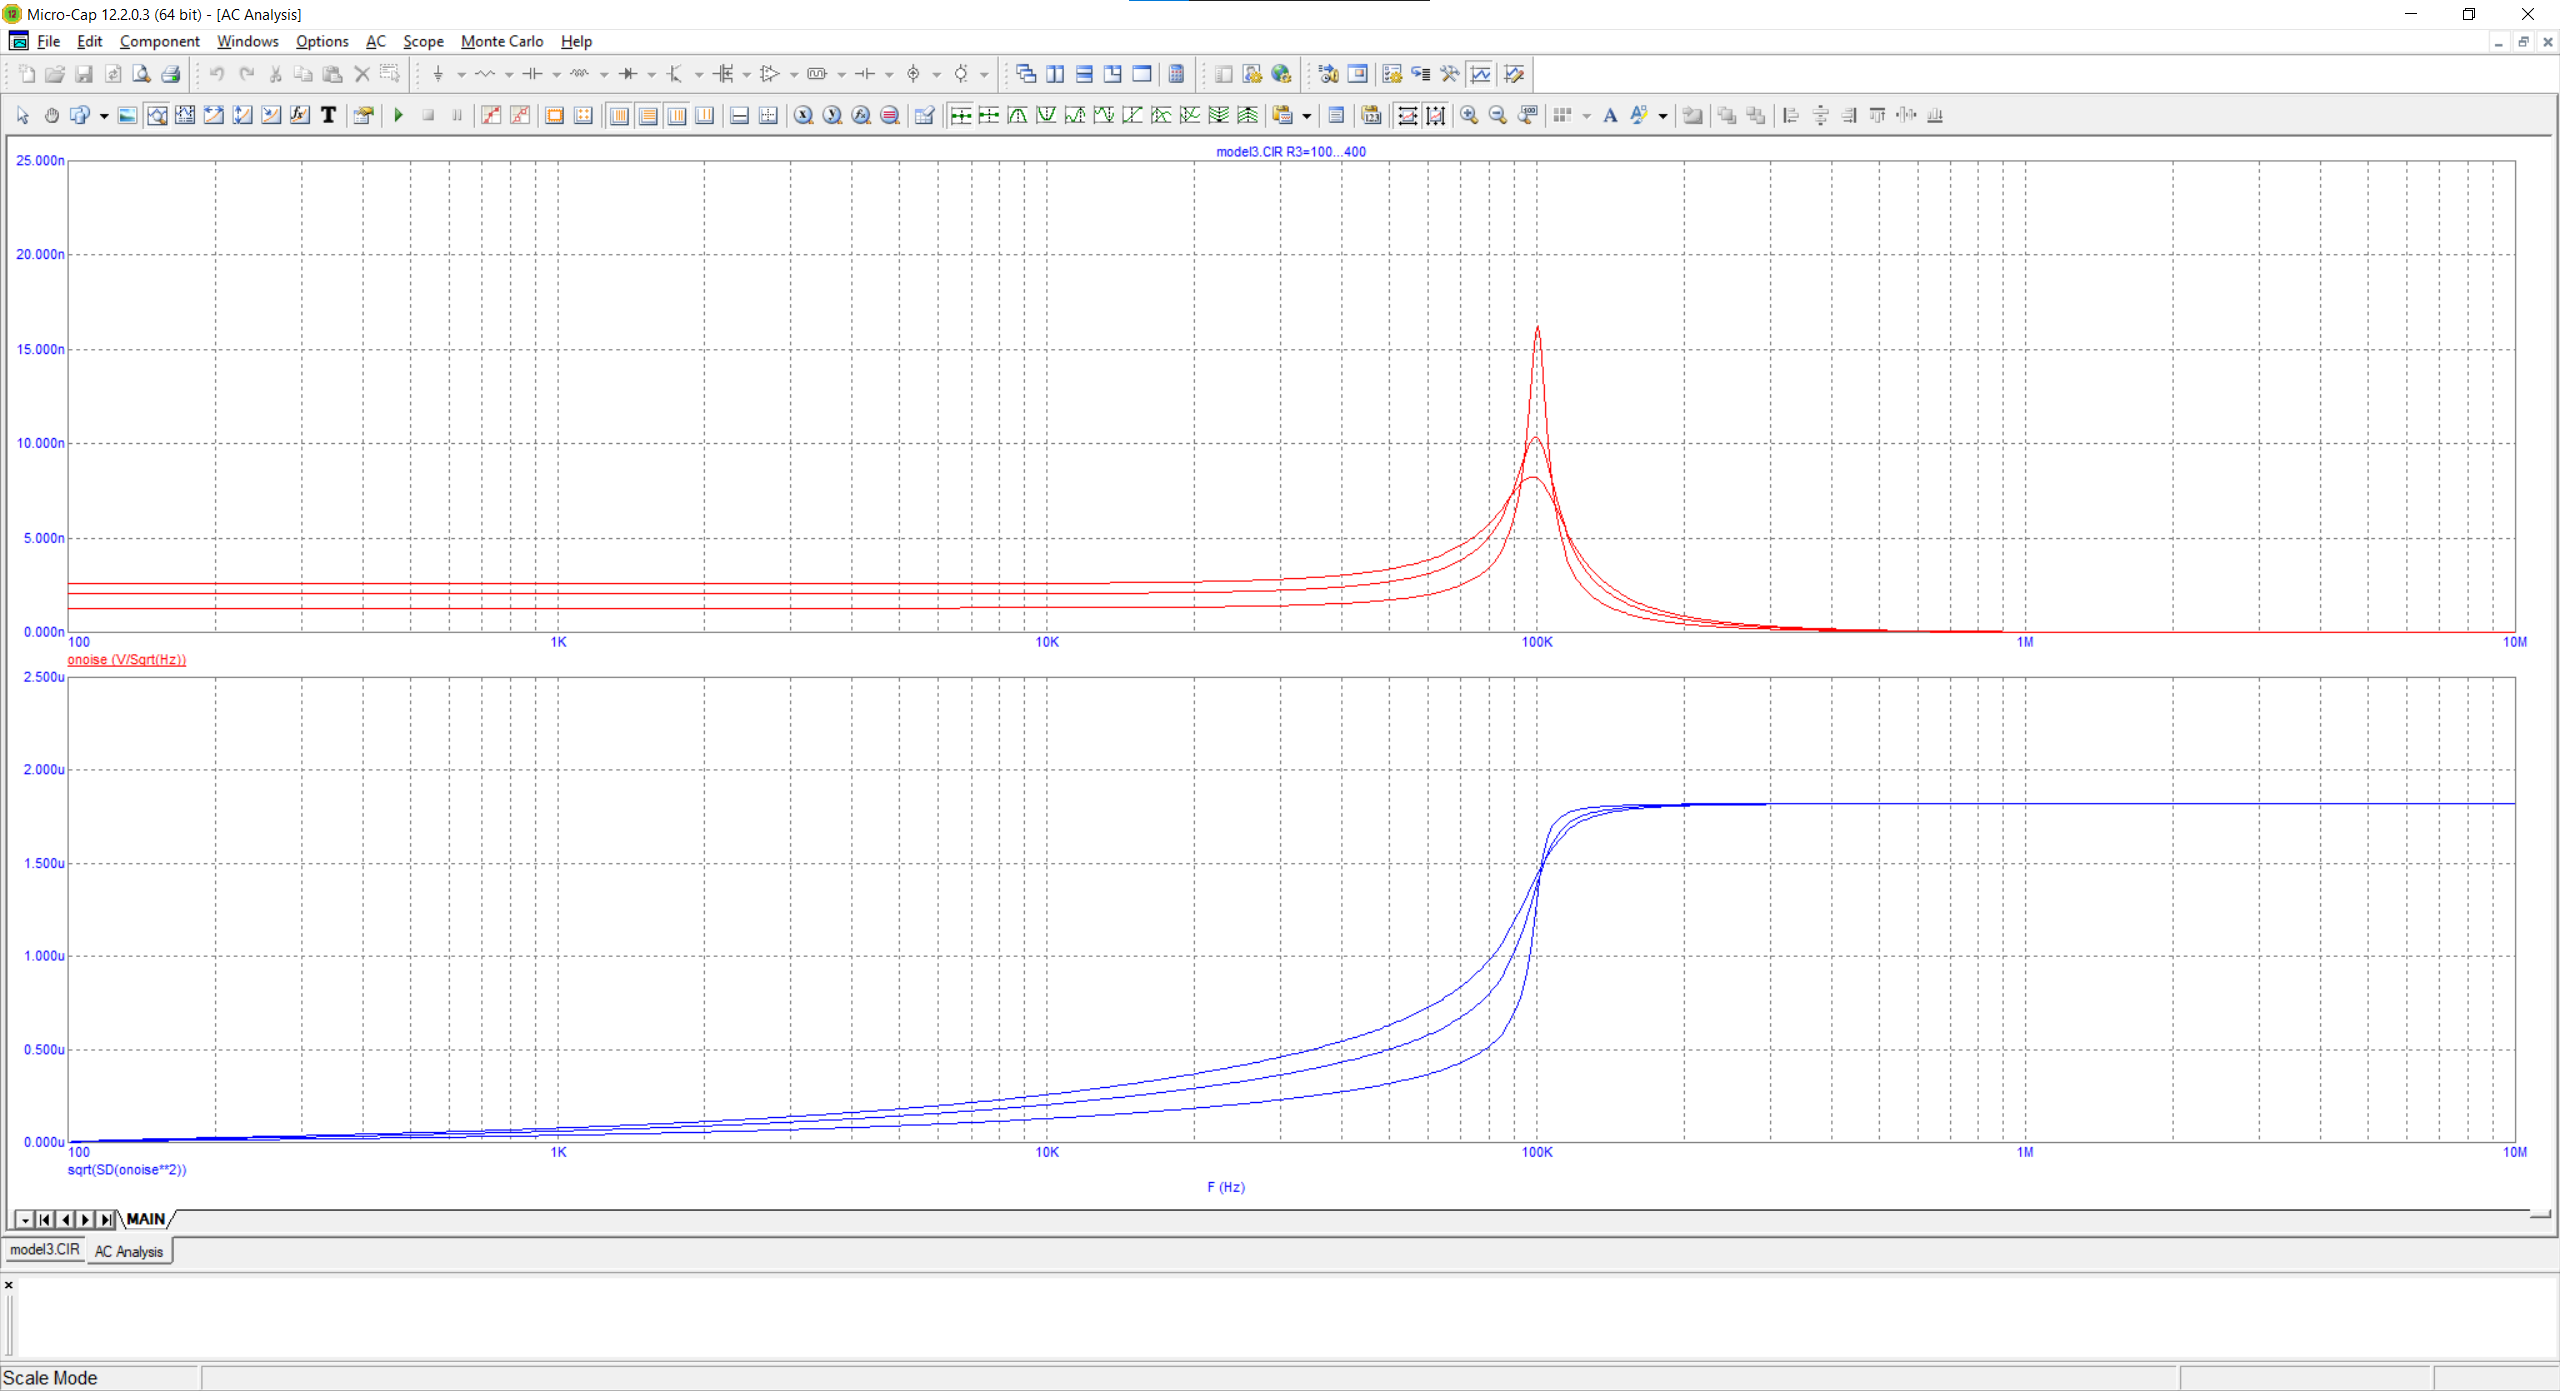 Micro-Cap 12.2.0.3 (64 bit) - [AC Analysis]
File Edit Component Windows Options AC Scope Monte Carlo Help
model3.CIR R3=100...400
25.000n
20.000n
15.000n
10.000n
5.000n
0.000n
100 1K 10K 100K 1M 10M
onoise (V/Sqrt(Hz))
2.500u
2.000u
1.500u
1.000u
0.500u
0.000u
100 1K 10K 100K 1M 10M
sqrt(SD(onoise**2))
F (Hz)
MAIN
model3.CIR AC Analysis
Scale Mode